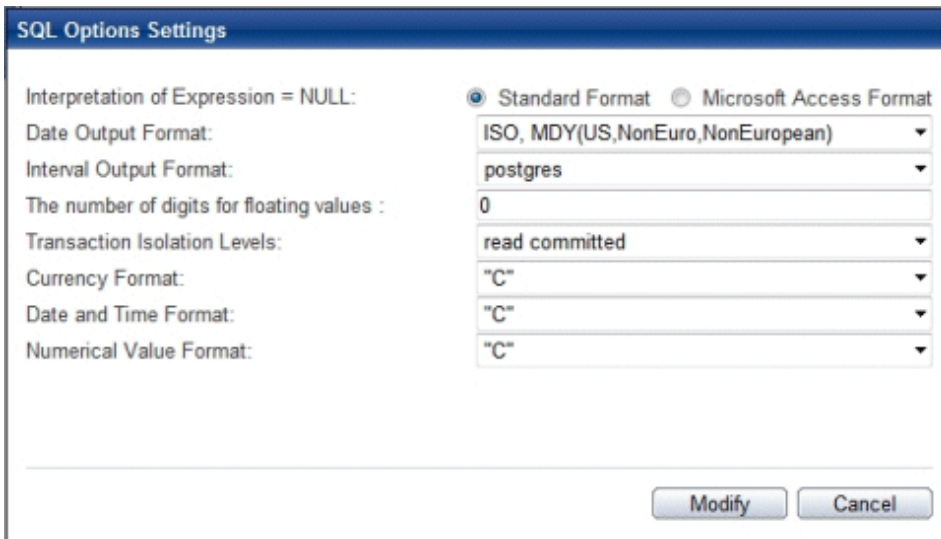 SQL Options Settings
Interpretation of Expression = NULL: Standard Format Microsoft Access Format
Date Output Format: ISO, MDY(US,NonEuro,NonEuropean)
Interval Output Format: postgres
The number of digits for floating values : 0
Transaction Isolation Levels: read committed
Currency Format: "C"
Date and Time Format: "C"
Numerical Value Format: "C"
Modify Cancel